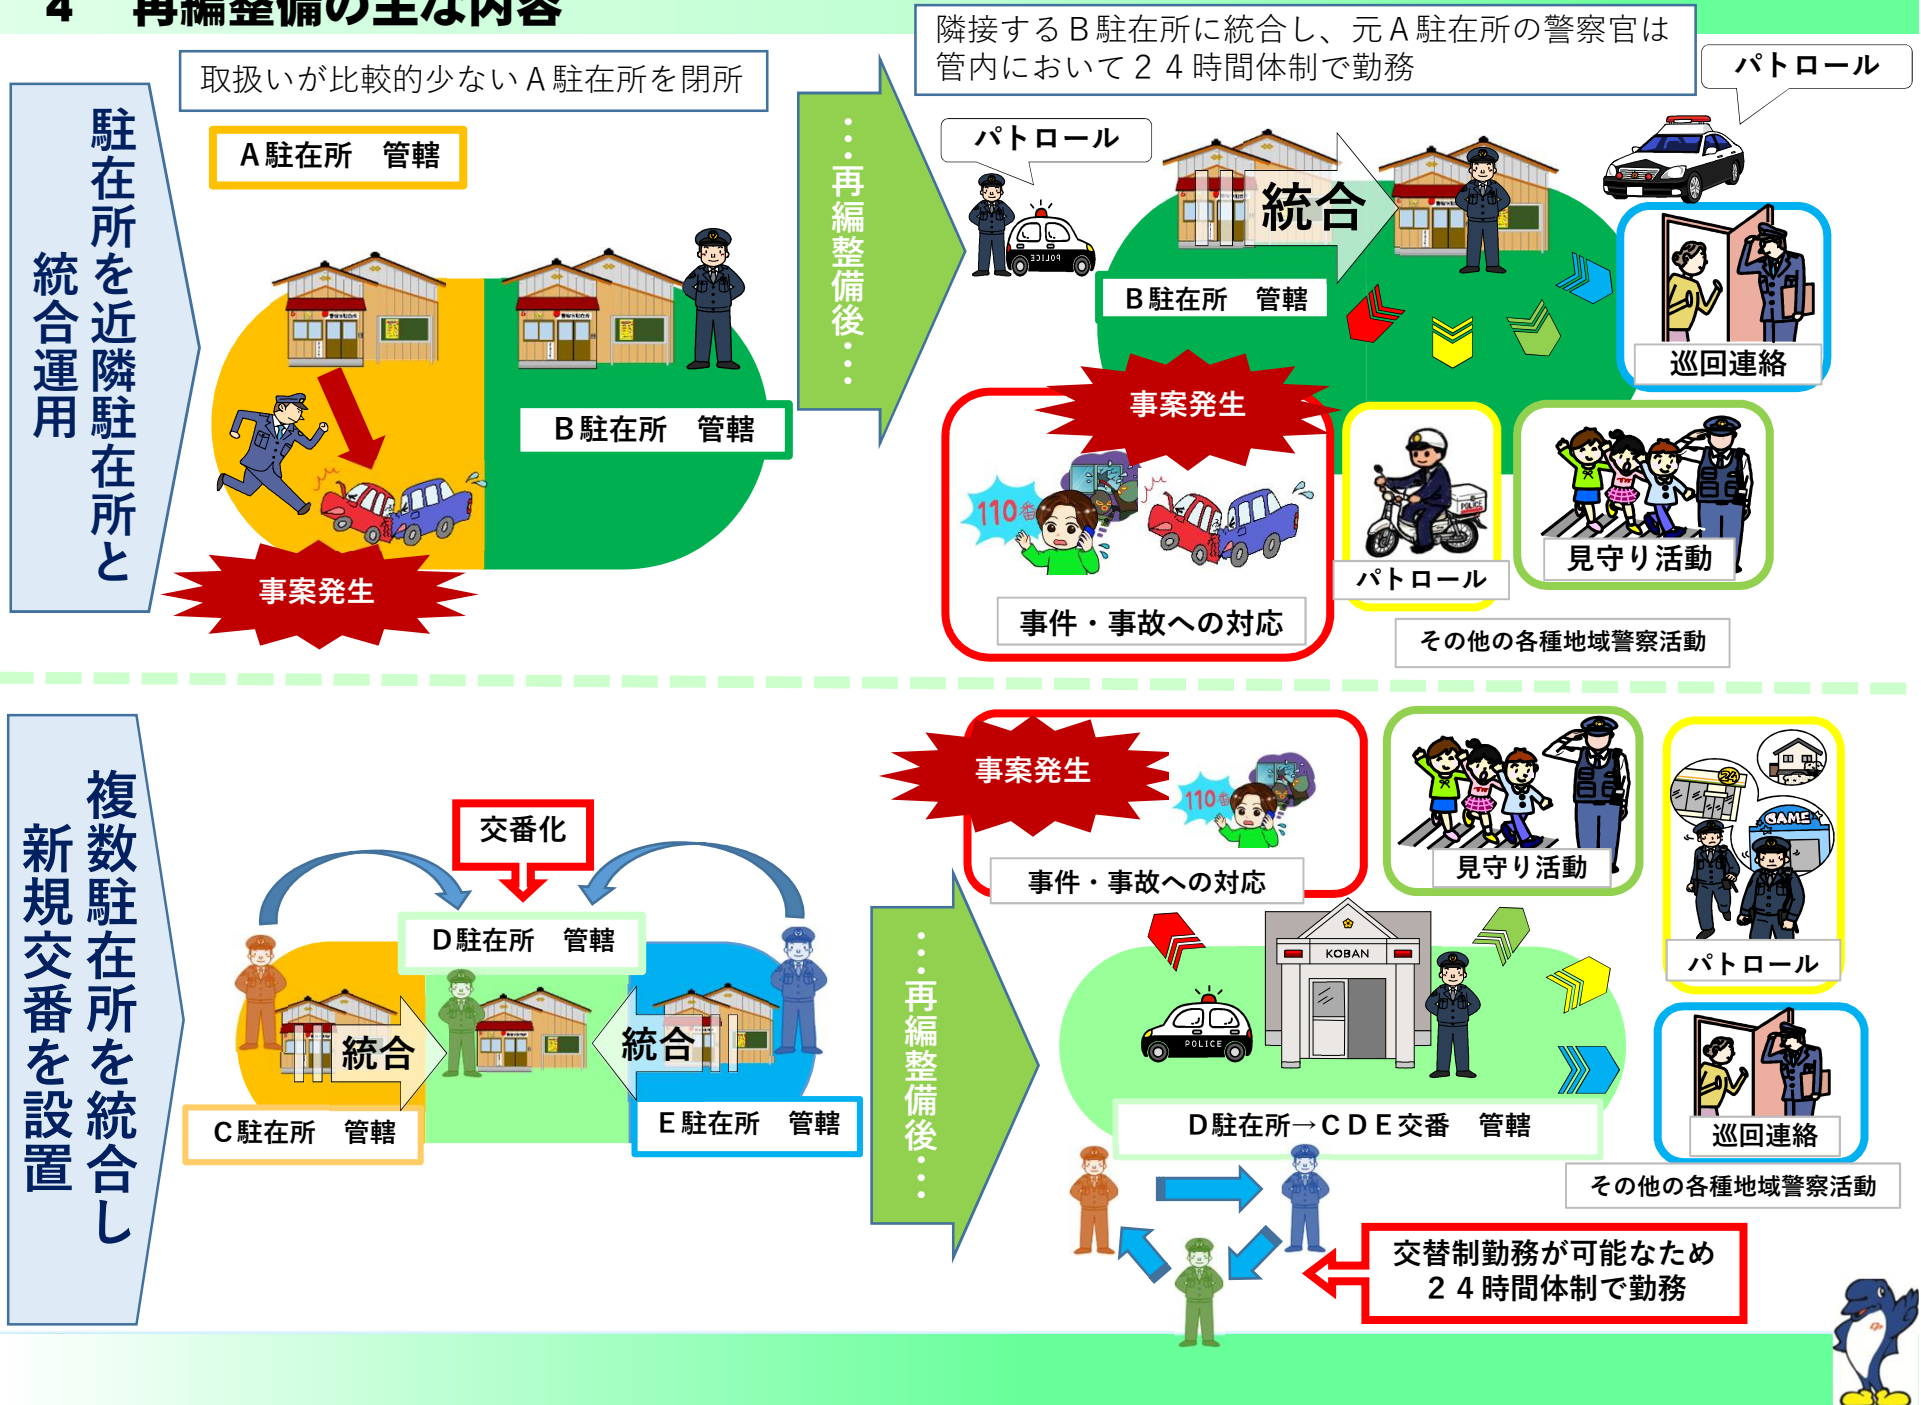 4　再編整備の主な内容
駐在所を近隣駐在所と
統合運用
取扱いが比較的少ないＡ駐在所を閉所
Ａ駐在所　管轄
Ｂ駐在所　管轄
事案発生
…再編整備後…
隣接するＢ駐在所に統合し、元Ａ駐在所の警察官は
管内において２４時間体制で勤務
パトロール
パトロール
POLICE
統合
Ｂ駐在所　管轄
巡回連絡
事案発生
110番
事件・事故への対応
POLICE
パトロール
見守り活動
その他の各種地域警察活動
複数駐在所を統合し
新規交番を設置
交番化
Ｄ駐在所　管轄
統合
統合
Ｃ駐在所　管轄
Ｅ駐在所　管轄
…再編整備後…
事案発生
110番
事件・事故への対応
見守り活動
24
GAME
パトロール
KOBAN
POLICE
Ｄ駐在所→ＣＤＥ交番　管轄
巡回連絡
その他の各種地域警察活動
交替制勤務が可能なため
２４時間体制で勤務